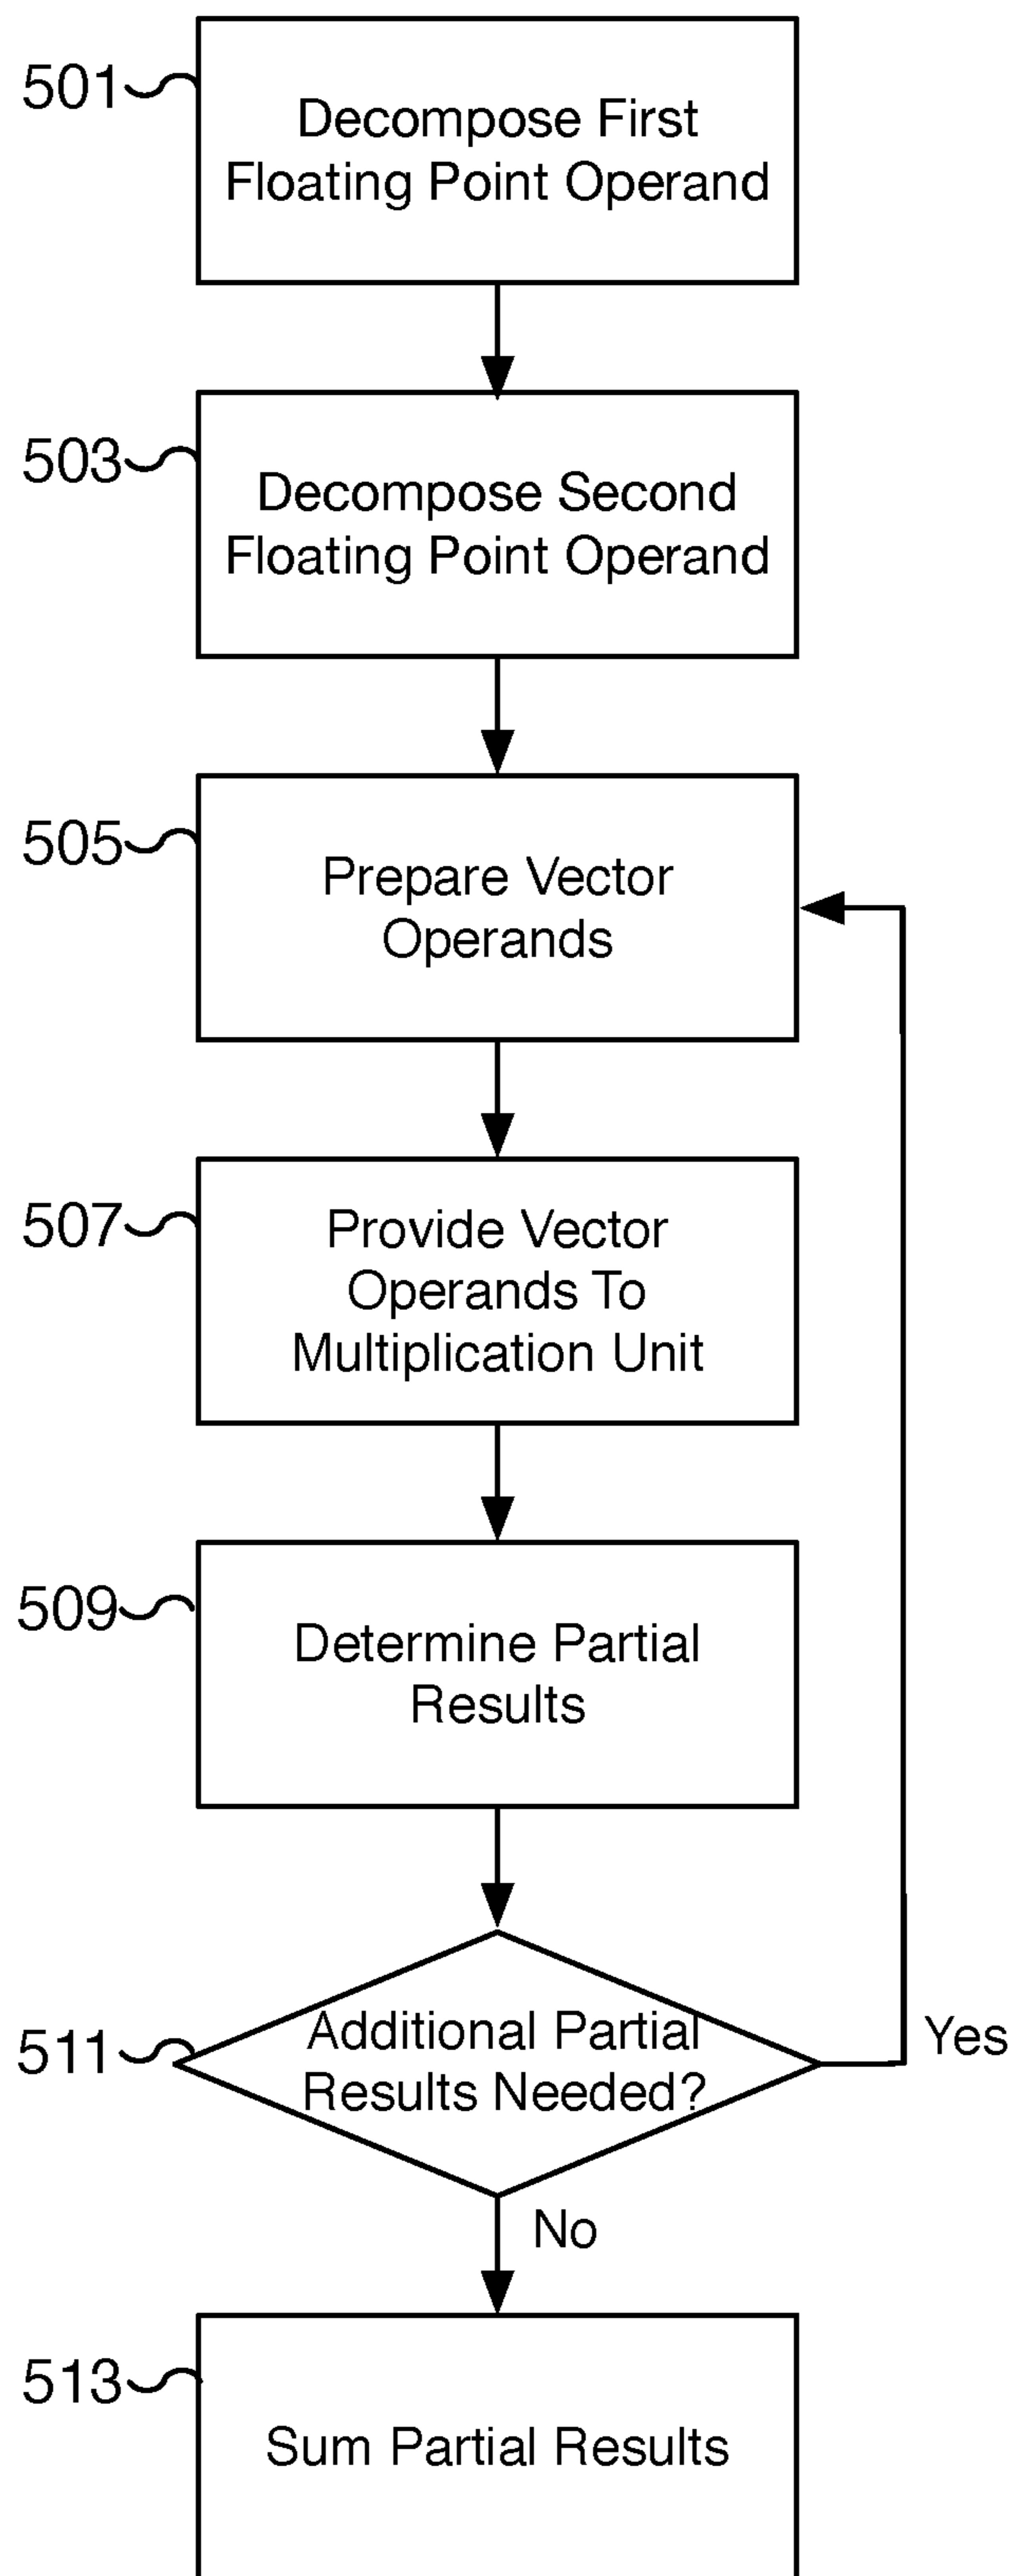 501
Decompose First
Floating Point Operand
503
Decompose Second
Floating Point Operand
505
Prepare Vector
Operands
507
Provide Vector
Operands To
Multiplication Unit
509
Determine Partial
Results
511
Additional Partial
Results Needed?
Yes
No
513
Sum Partial Results